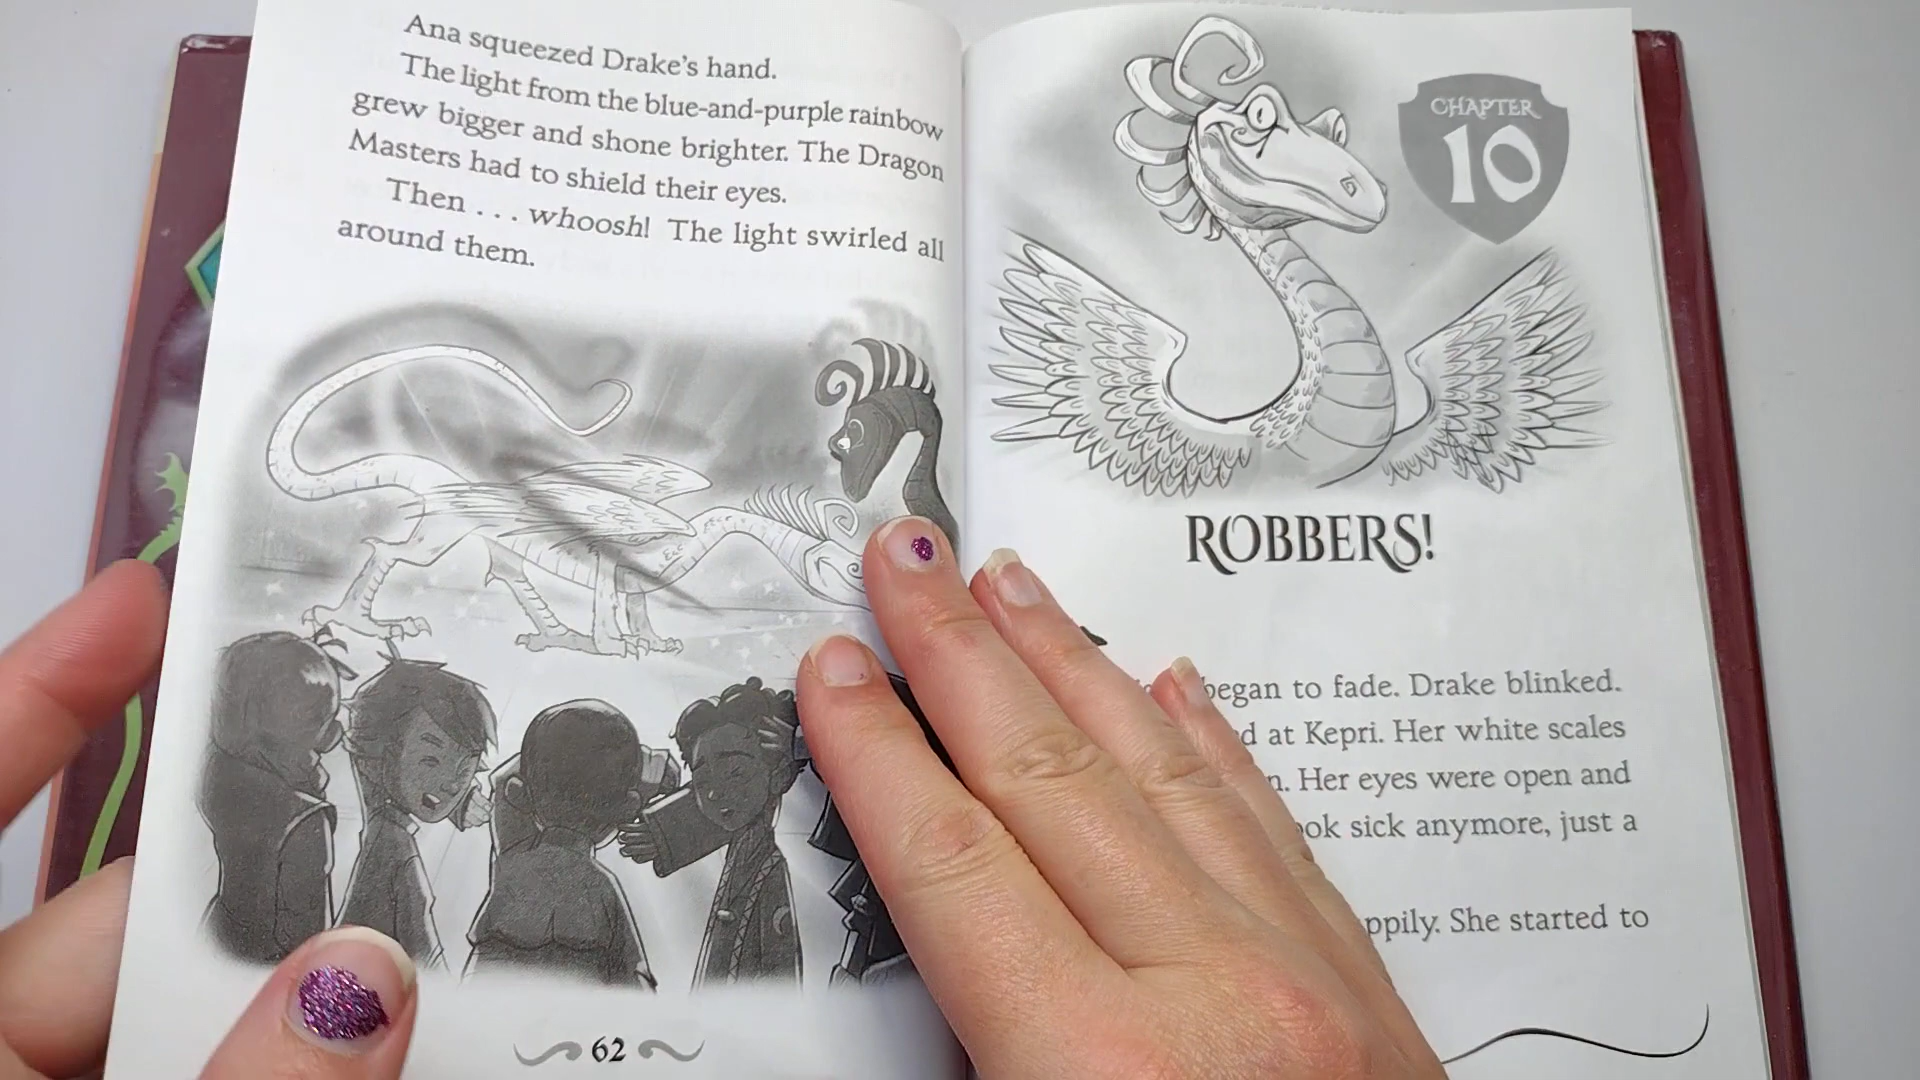 Ana squeezed Drake's hand.
The light from the blue-and-purple rainbow
grew bigger and shone brighter. The Dragon
Masters had to shield their eyes.
Then . . . whoosh! The light swirled all
around them.
62
CHAPTER
10
ROBBERS!
began to fade. Drake blinked.
at Kepri. Her white scales
Her eyes were open and
sick anymore, just a
She started to